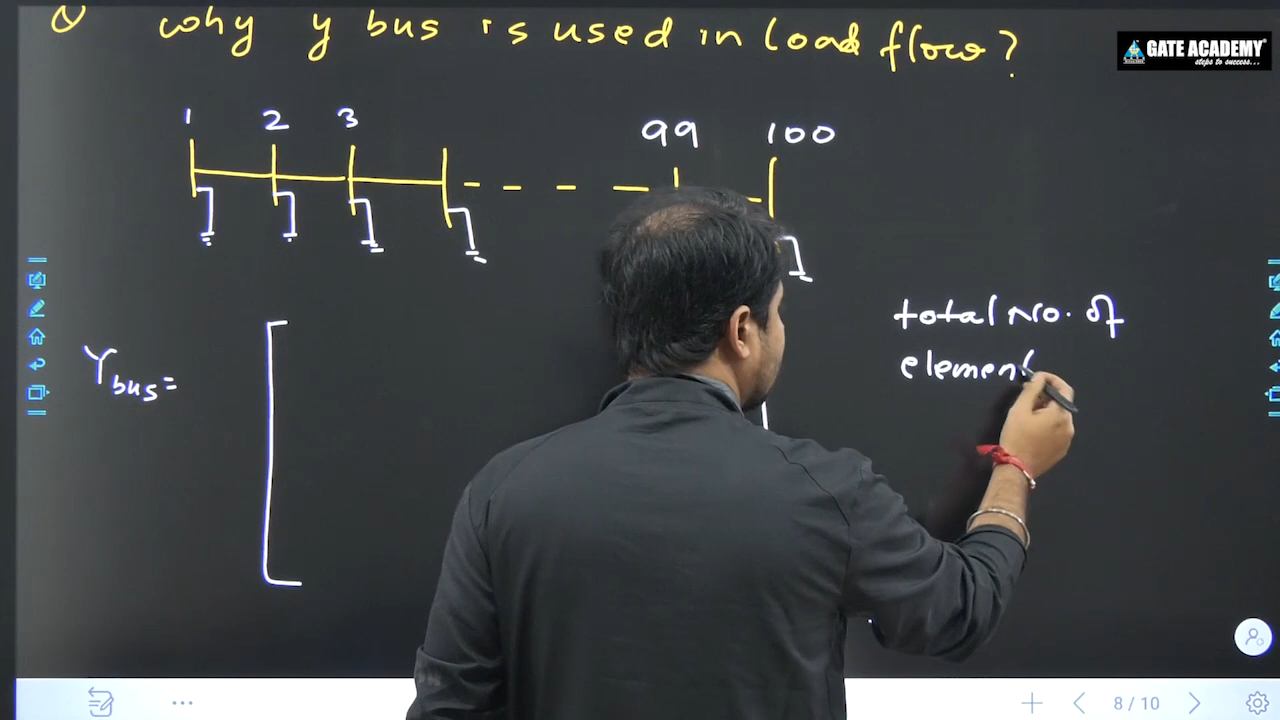 Q why y bus is used in load flow?
GATE ACADEMY
steps to success...
1 2 3 99 100
Ybus=
total No. of
element
8 / 10